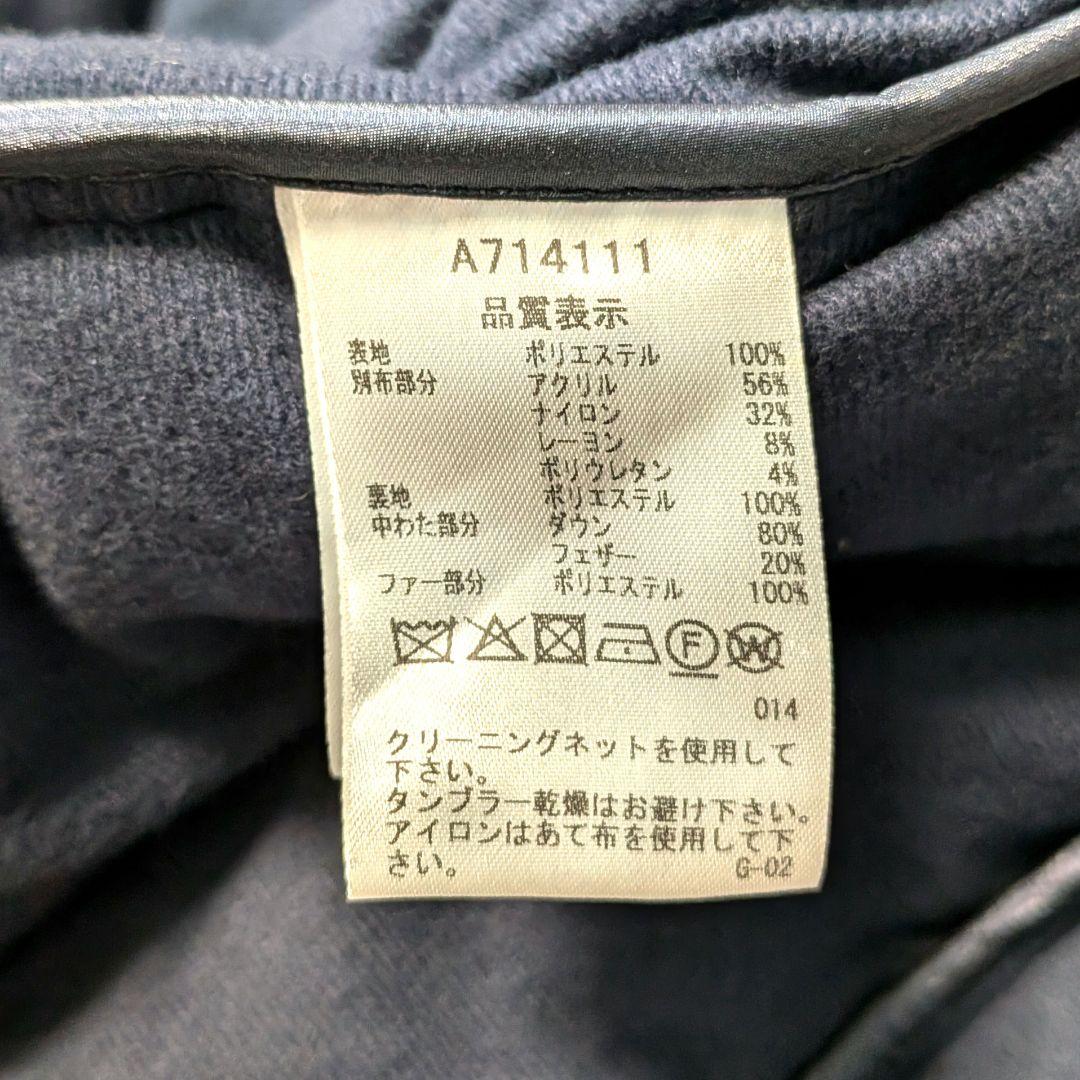 A714111
品質表示
表地 ポリエステル 100%
別布部分 アクリル 56%
ナイロン 32%
レーヨン 8%
ポリウレタン 4%
裏地 ポリエステル 100%
中わた部分 ダウン 80%
フェザー 20%
ファー部分 ポリエステル 100%
F W
014
クリーニングネットを使用して
下さい。
タンブラー乾燥はお避け下さい。
アイロンはあて布を使用して下
さい。 G-02